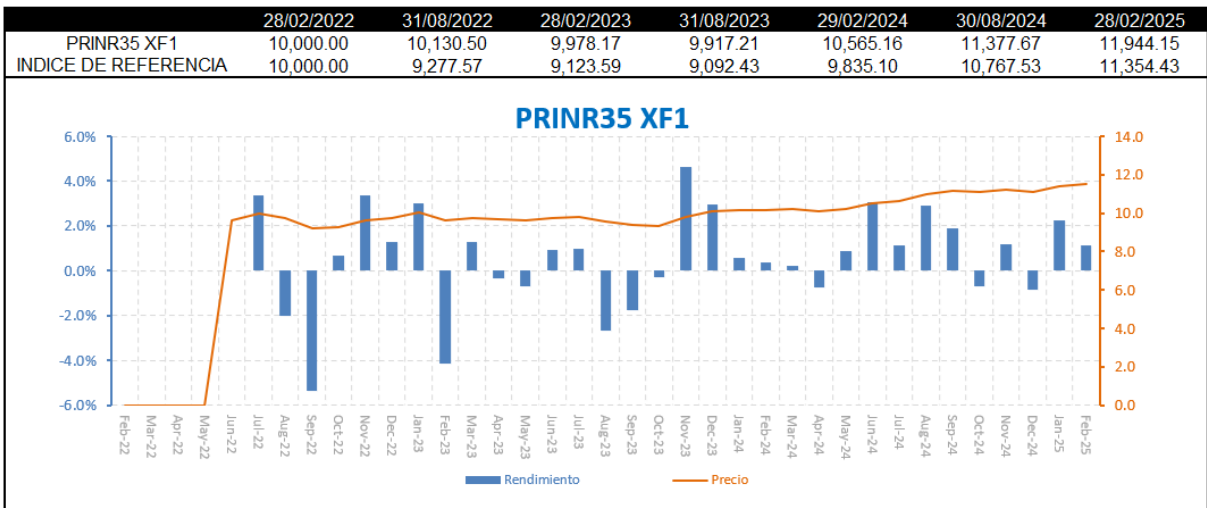 28/02/2022 31/08/2022 28/02/2023 31/08/2023 29/02/2024 30/08/2024 28/02/2025
PRINR35 XF1 10,000.00 10,130.50 9,978.17 9,917.21 10,565.16 11,377.67 11,944.15
INDICE DE REFERENCIA 10,000.00 9,277.57 9,123.59 9,092.43 9,835.10 10,767.53 11,354.43
PRINR35 XF1
6.0% 14.0
12.0
4.0%
10.0
2.0%
8.0
0.0%
6.0
-2.0%
4.0
-4.0%
2.0
-6.0% 0.0
Feb-22 Mar-22 Apr-22 May-22 Jun-22 Jul-22 Aug-22 Sep-22 Oct-22 Nov-22 Dec-22 Jan-23 Feb-23 Mar-23 Apr-23 May-23 Jun-23 Jul-23 Aug-23 Sep-23 Oct-23 Nov-23 Dec-23 Jan-24 Feb-24 Mar-24 Apr-24 May-24 Jun-24 Jul-24 Aug-24 Sep-24 Oct-24 Nov-24 Dec-24 Jan-25 Feb-25
Rendimiento Precio